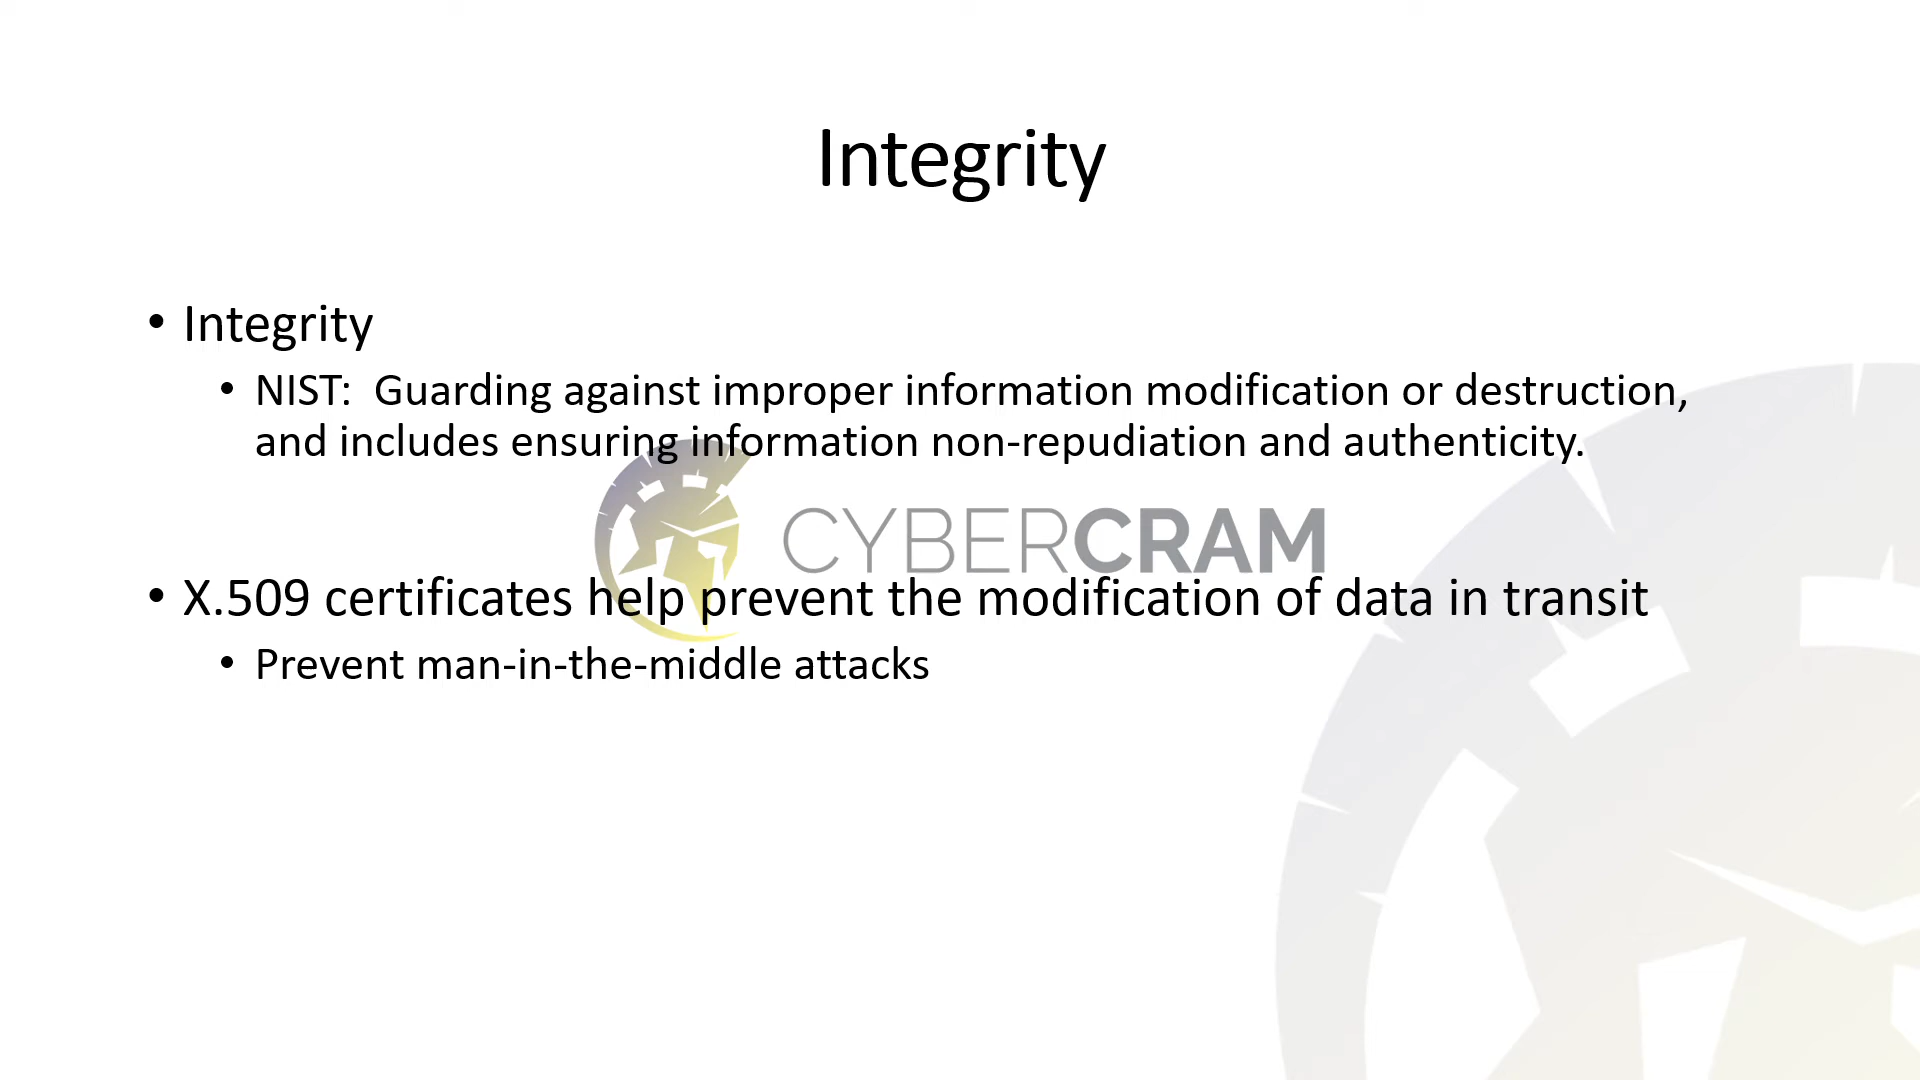 Integrity
• Integrity
• NIST:  Guarding against improper information modification or destruction,
and includes ensuring information non-repudiation and authenticity.
CYBERCRAM
• X.509 certificates help prevent the modification of data in transit
• Prevent man-in-the-middle attacks